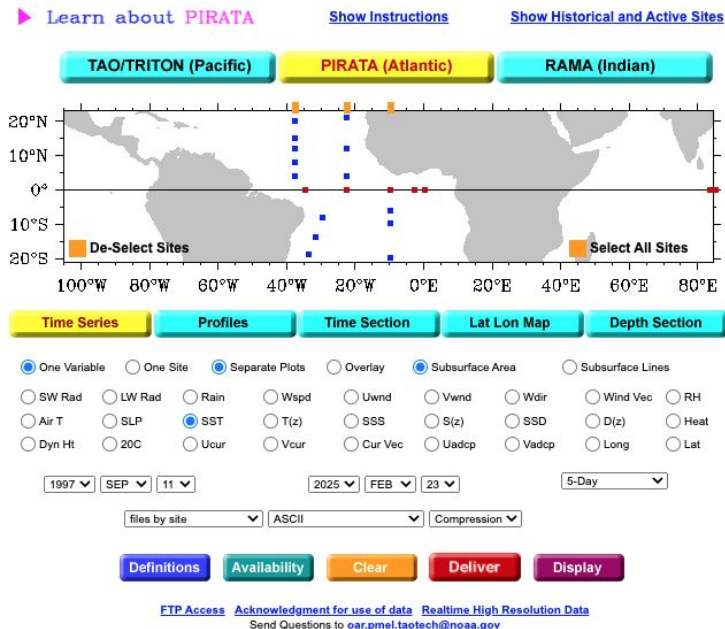 Learn about PIRATA Show Instructions Show Historical and Active Sites
TAO/TRITON (Pacific) PIRATA (Atlantic) RAMA (Indian)
20°N
10°N
0°
10°S
20°S
De-Select Sites Select All Sites
100°W 80°W 60°W 40°W 20°W 0°E 20°E 40°E 60°E 80°E
Time Series Profiles Time Section Lat Lon Map Depth Section
One Variable One Site Separate Plots Overlay Subsurface Area Subsurface Lines
SW Rad LW Rad Rain Wspd Uwnd Vwnd Wdir Wind Vec RH
Air T SLP SST T(z) SSS S(z) SSD D(z) Heat
Dyn Ht 20C Ucur Vcur Cur Vec Uadcp Vadcp Long Lat
1997 SEP 11 2025 FEB 23 5-Day
files by site ASCII Compression
Definitions Availability Clear Deliver Display
FTP Access Acknowledgment for use of data Realtime High Resolution Data
Send Questions to oar.pmel.taotech@noaa.gov